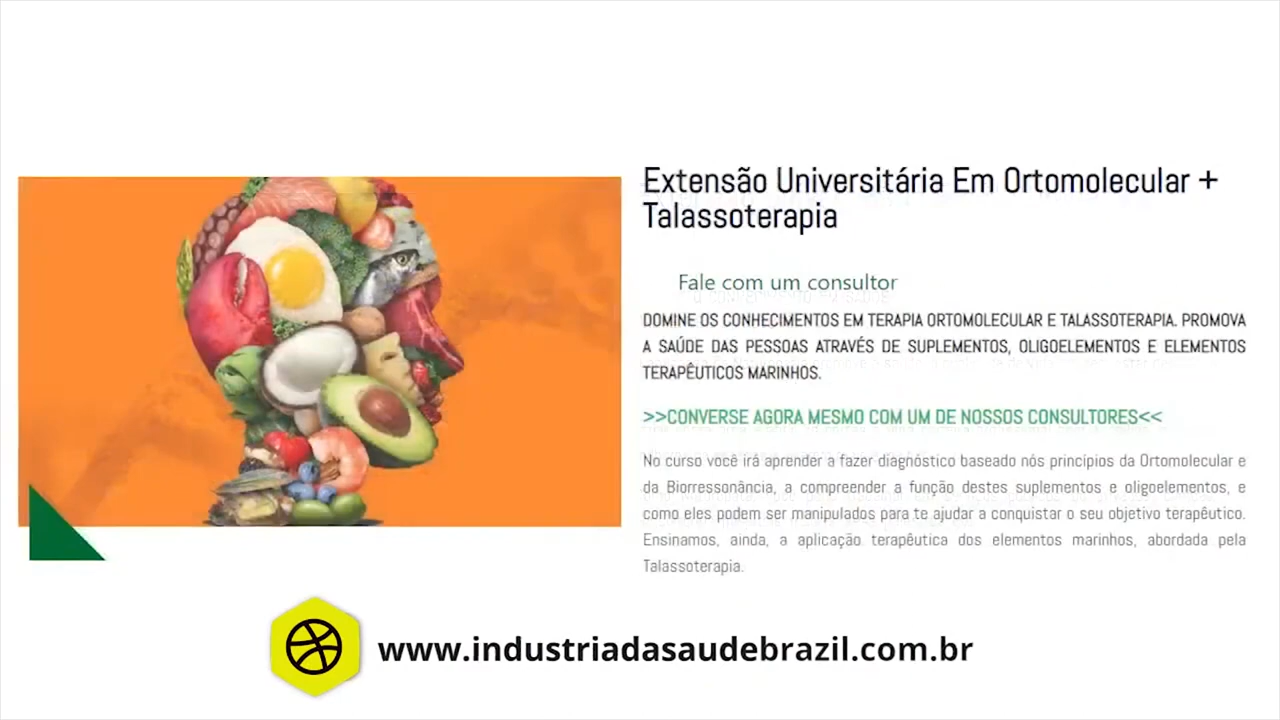 Extensão Universitária Em Ortomolecular +
Talassoterapia
Fale com um consultor
DOMINE OS CONHECIMENTOS EM TERAPIA ORTOMOLECULAR E TALASSOTERAPIA. PROMOVA
A SAÚDE DAS PESSOAS ATRAVÉS DE SUPLEMENTOS, OLIGOELEMENTOS E ELEMENTOS
TERAPÊUTICOS MARINHOS.
>>CONVERSE AGORA MESMO COM UM DE NOSSOS CONSULTORES<<
No curso você irá aprender a fazer diagnóstico baseado nós princípios da Ortomolecular e
da Biorressonância, a compreender a função destes suplementos e oligoelementos, e
como eles podem ser manipulados para te ajudar a conquistar o seu objetivo terapêutico.
Ensinamos, ainda, a aplicação terapêutica dos elementos marinhos, abordada pela
Talassoterapia.
www.industriadasaudebrazil.com.br